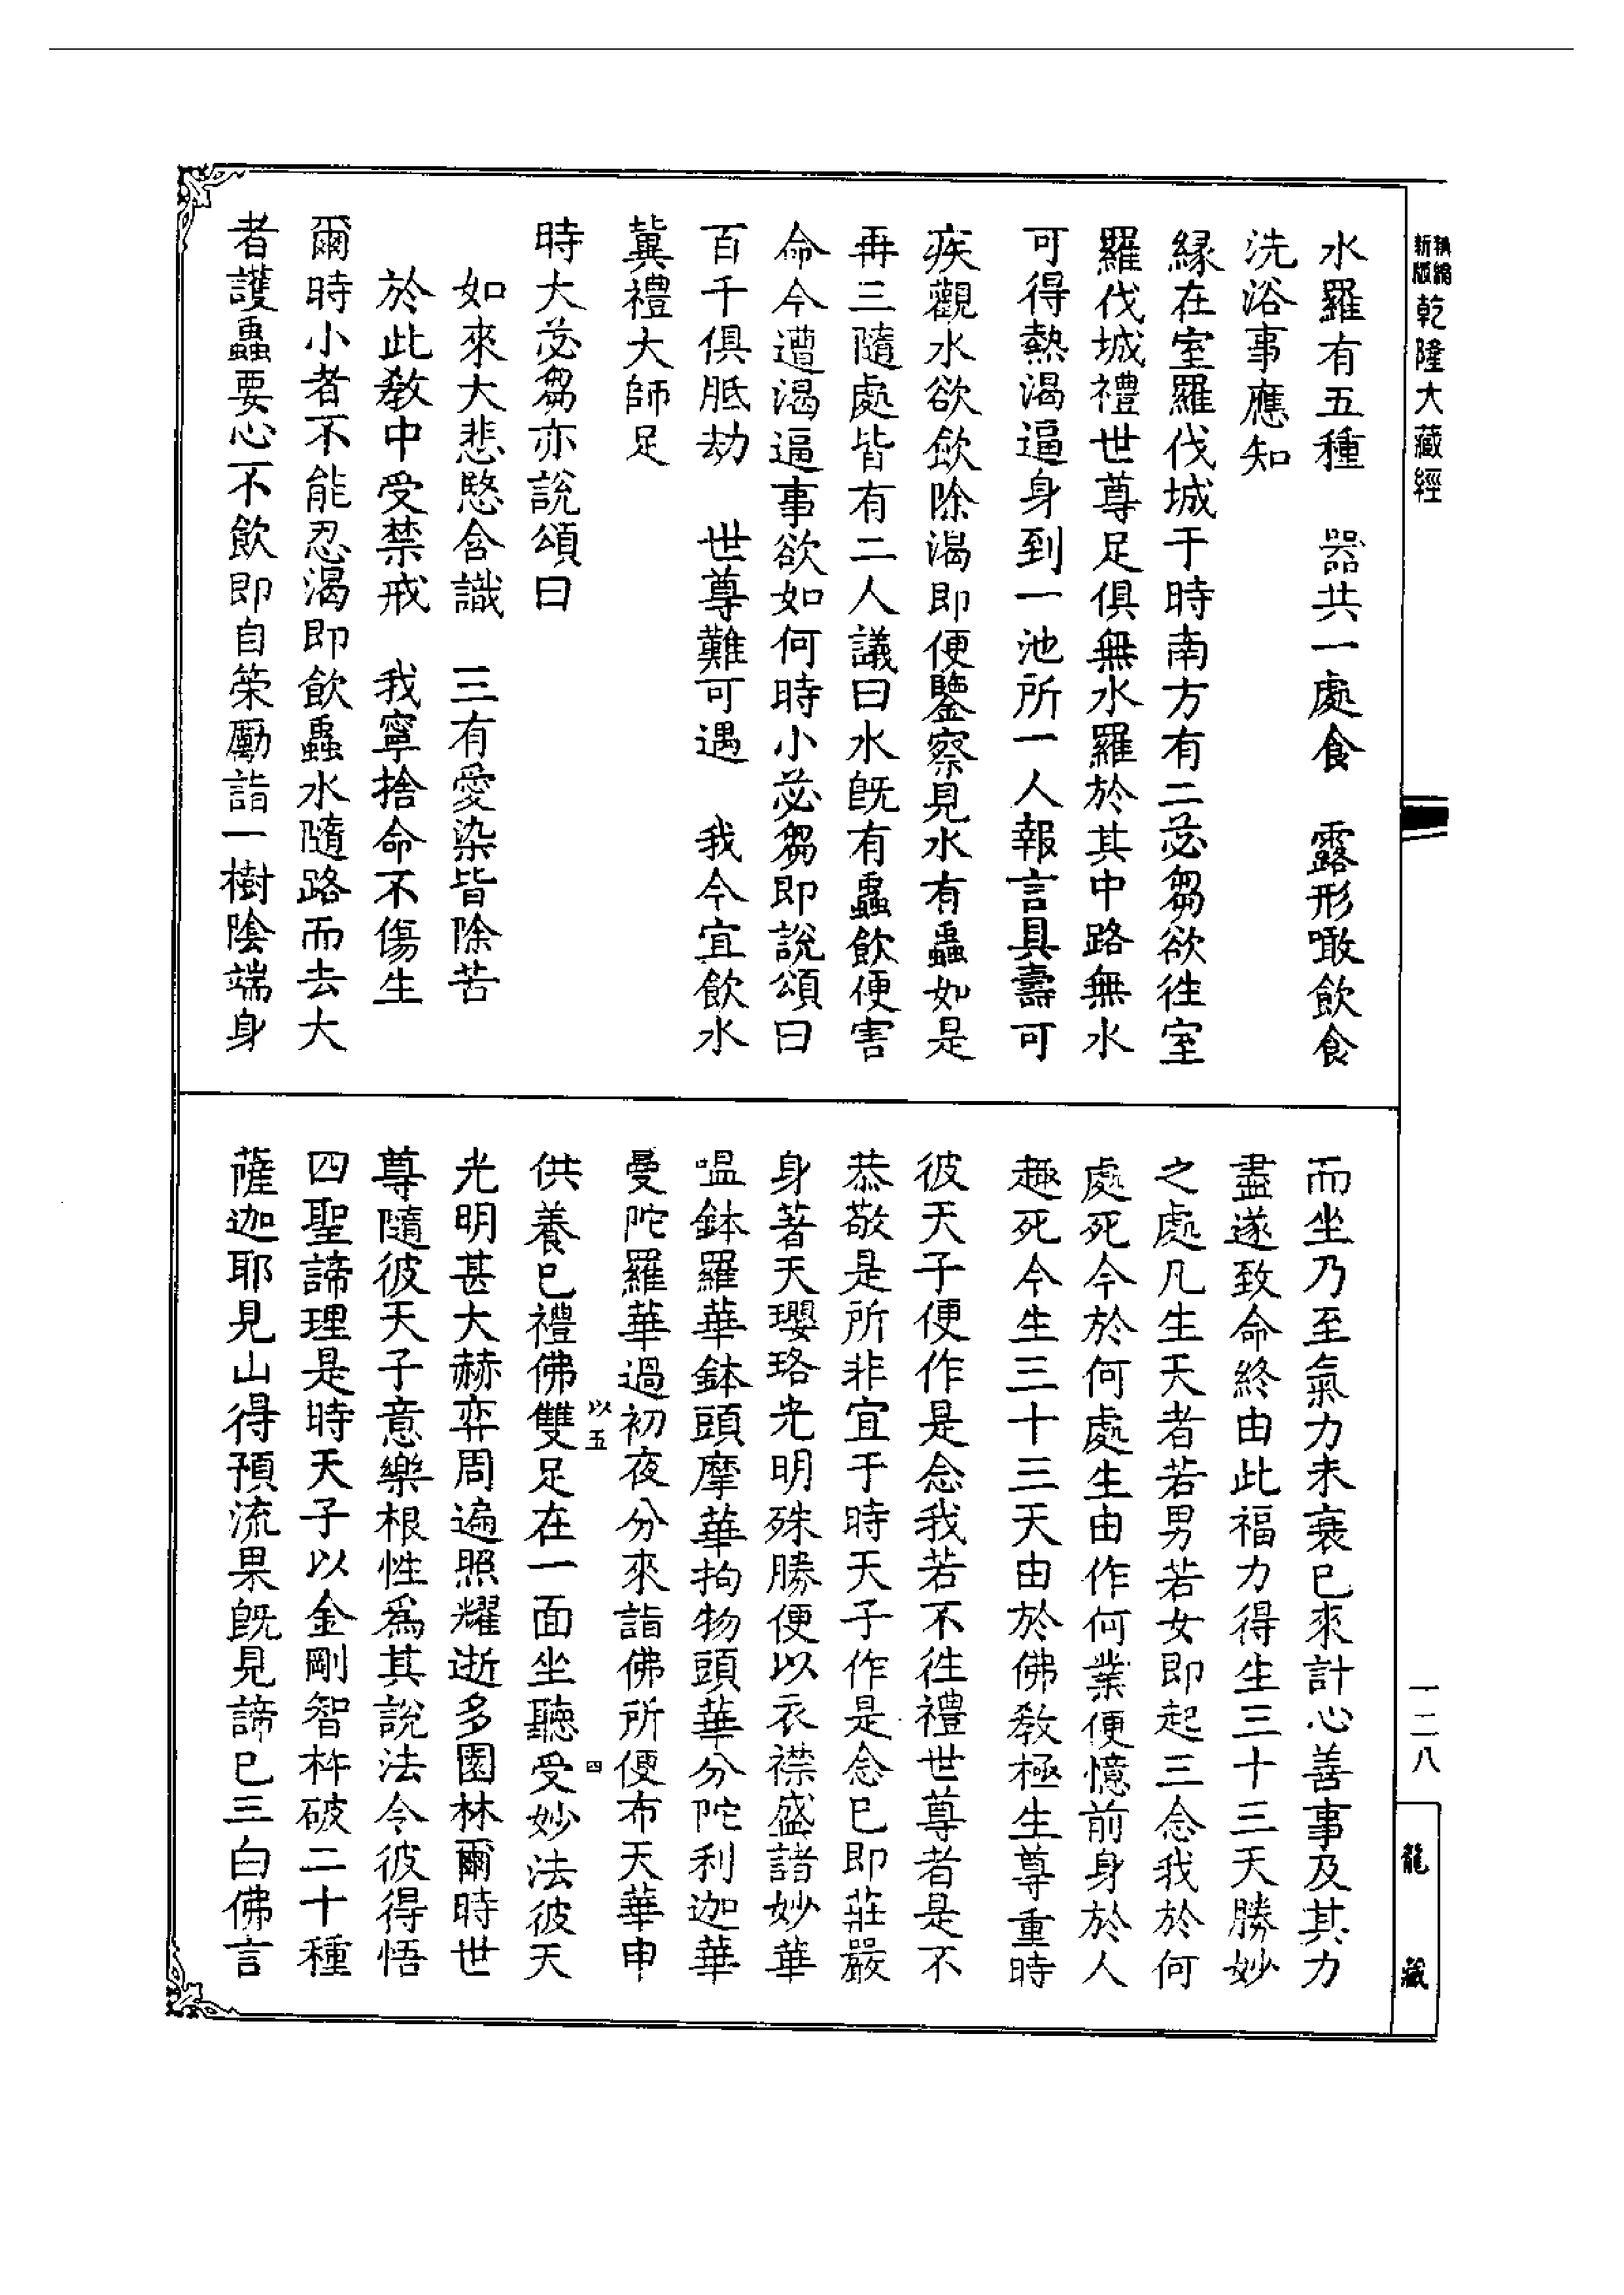 新編
縮版
乾隆大藏經
水羅有五種　器共一處食　露形噉飲食
洗浴事應知
緣在室羅伐城于時南方有二苾芻欲往室
羅伐城禮世尊足俱無水羅於其中路無水
可得熱渴逼身到一池所一人報言具壽可
疾觀水欲飲除渴即便鑒察見水有蟲如是
再三隨處皆有二人議曰水既有蟲飲便害
命今遭渴逼事欲如何時小苾芻即說頌曰
百千俱胝劫　世尊難可遇　我今宜飲水
冀禮大師足
時大苾芻亦說頌曰
如來大悲愍含識　三有愛染皆除苦
於此教中受禁戒　我寧捨命不傷生
爾時小者不能忍渴即飲蟲水隨路而去大
者護蟲要心不飲即自策勵詣一樹陰端身
而坐乃至氣力未衰已來計心善事及其力
盡遂致命終由此福力得生三十三天勝妙
之處凡生天者若男若女即起三念我於何
處死今於何處生由作何業便憶前身於人
趣死今生三十三天由於佛教極生尊重時
彼天子便作是念我若不往禮世尊者是不
恭敬是所非宜于時天子作是念已即莊嚴
身著天瓔珞光明殊勝便以衣襟盛諸妙華
嗢鉢羅華鉢頭摩華拘物頭華分陀利迦華
曼陀羅華過初夜分來詣佛所便布天華申
以五
四
供養已禮佛雙足在一面坐聽受妙法彼天
光明甚大赫弈周遍照耀逝多園林爾時世
尊隨彼天子意樂根性為其說法令彼得悟
四聖諦理是時天子以金剛智杵破二十種
薩迦耶見山得預流果既見諦已三白佛言
一二八
龍藏